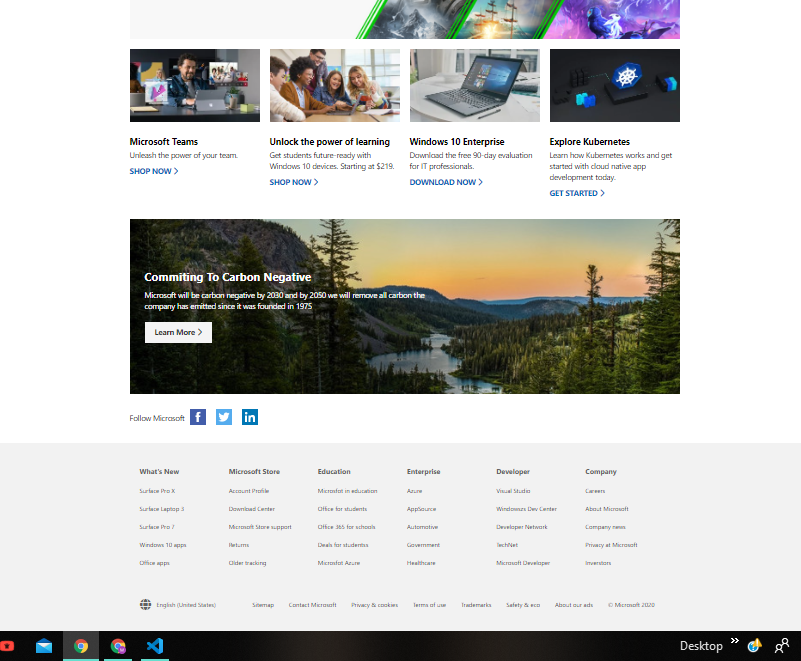 Microsoft Teams
Unleash the power of your team.
SHOP NOW
Unlock the power of learning
Get students future-ready with
Windows 10 devices. Starting at $219.
SHOP NOW
Windows 10 Enterprise
Download the free 90-day evaluation
for IT professionals.
DOWNLOAD NOW
Explore Kubernetes
Learn how Kubernetes works and get
started with cloud native app
development today.
GET STARTED
Commiting To Carbon Negative
Microsoft will be carbon negative by 2030 and by 2050 we will remove all carbon the
company has emitted since it was founded in 1975
Learn More
Follow Microsoft
What's New
Surface Pro X
Surface Laptop 3
Surface Pro 7
Windows 10 apps
Office apps
Microsoft Store
Account Profile
Download Center
Microsoft Store support
Returns
Older tracking
Education
Microsfot in education
Office for students
Office 365 for schools
Deals for studentss
Microsfot Azure
Enterprise
Azure
AppSource
Automotive
Government
Healthcare
Developer
Visual Studio
Windowszs Dev Center
Developer Network
TechNet
Microsoft Developer
Company
Careers
About Microsoft
Company news
Privacy at Microsoft
Inverstors
English (United States)
Sitemap
Contact Microsoft
Privacy & cookies
Terms of use
Trademarks
Safety & eco
About our ads
© Microsoft 2020
Desktop